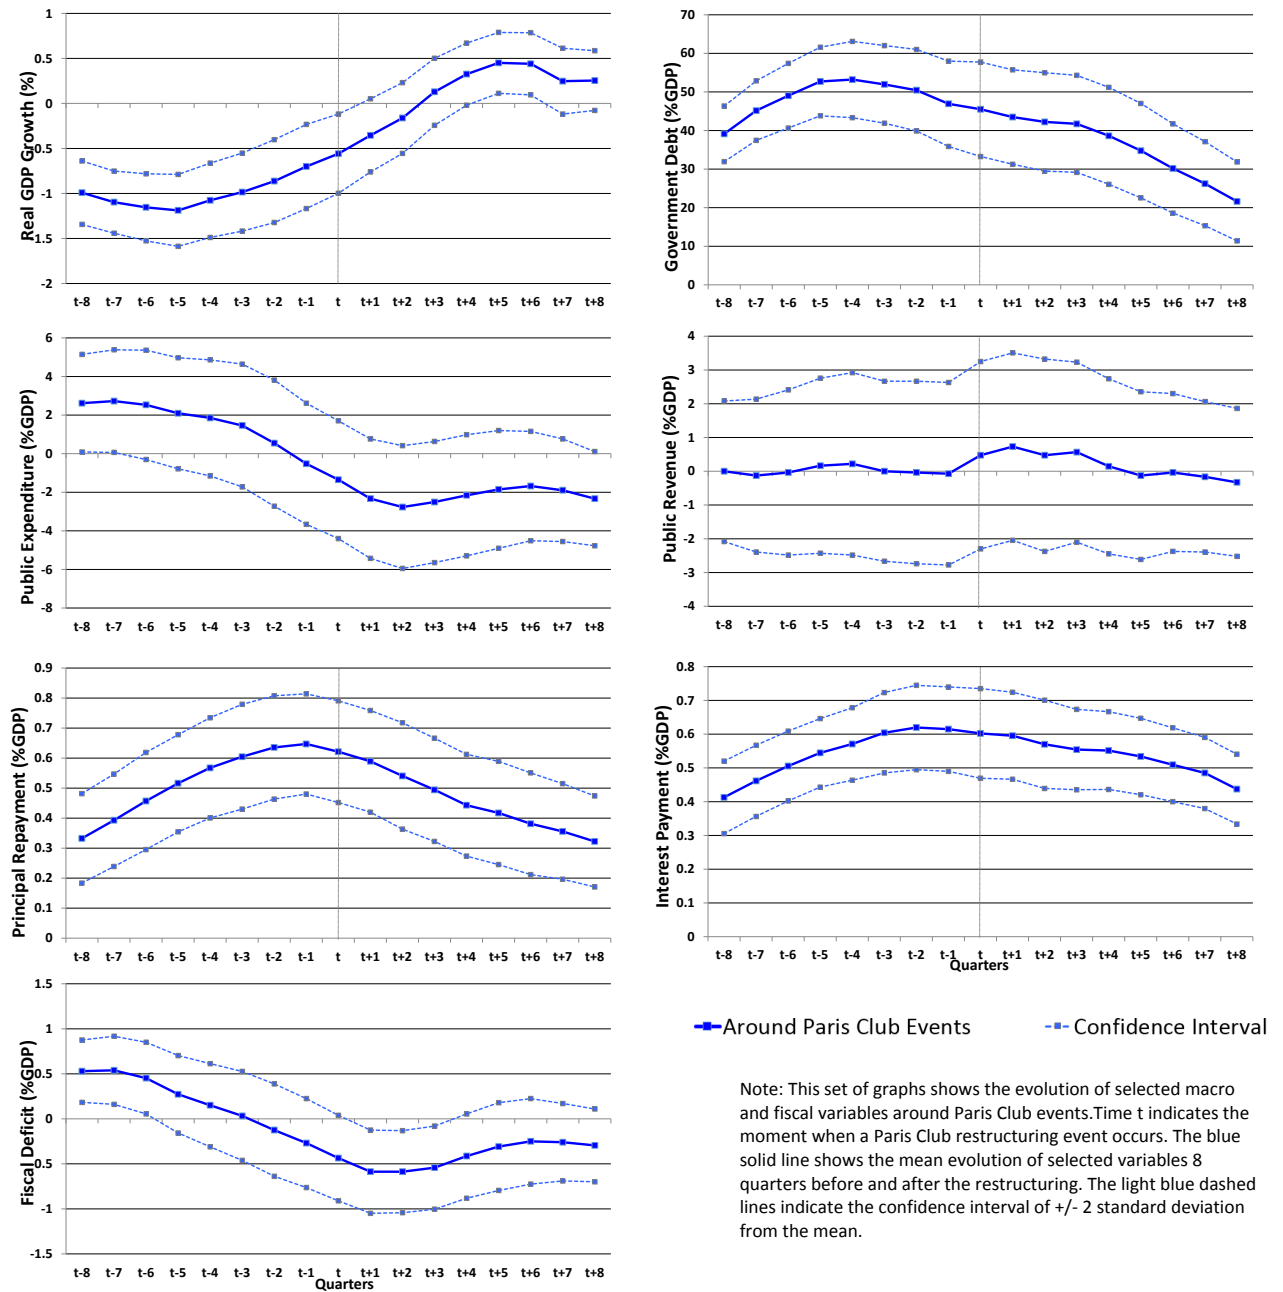 Real GDP Growth (%)
1
0.5
0
-0.5
-1
-1.5
-2
t-8 t-7 t-6 t-5 t-4 t-3 t-2 t-1 t t+1 t+2 t+3 t+4 t+5 t+6 t+7 t+8
Government Debt (%GDP)
70
60
50
40
30
20
10
0
t-8 t-7 t-6 t-5 t-4 t-3 t-2 t-1 t t+1 t+2 t+3 t+4 t+5 t+6 t+7 t+8
Public Expenditure (%GDP)
6
4
2
0
-2
-4
-6
-8
t-8 t-7 t-6 t-5 t-4 t-3 t-2 t-1 t t+1 t+2 t+3 t+4 t+5 t+6 t+7 t+8
Public Revenue (%GDP)
4
3
2
1
0
-1
-2
-3
-4
t-8 t-7 t-6 t-5 t-4 t-3 t-2 t-1 t t+1 t+2 t+3 t+4 t+5 t+6 t+7 t+8
Principal Repayment (%GDP)
0.9
0.8
0.7
0.6
0.5
0.4
0.3
0.2
0.1
0
t-8 t-7 t-6 t-5 t-4 t-3 t-2 t-1 t t+1 t+2 t+3 t+4 t+5 t+6 t+7 t+8
Interest Payment (%GDP)
0.8
0.7
0.6
0.5
0.4
0.3
0.2
0.1
0
t-8 t-7 t-6 t-5 t-4 t-3 t-2 t-1 t t+1 t+2 t+3 t+4 t+5 t+6 t+7 t+8
Quarters
Fiscal Deficit (%GDP)
1.5
1
0.5
0
-0.5
-1
-1.5
t-8 t-7 t-6 t-5 t-4 t-3 t-2 t-1 t t+1 t+2 t+3 t+4 t+5 t+6 t+7 t+8
Quarters
Around Paris Club Events
Confidence Interval
Note: This set of graphs shows the evolution of selected macro
and fiscal variables around Paris Club events.Time t indicates the
moment when a Paris Club restructuring event occurs. The blue
solid line shows the mean evolution of selected variables 8
quarters before and after the restructuring. The light blue dashed
lines indicate the confidence interval of +/- 2 standard deviation
from the mean.